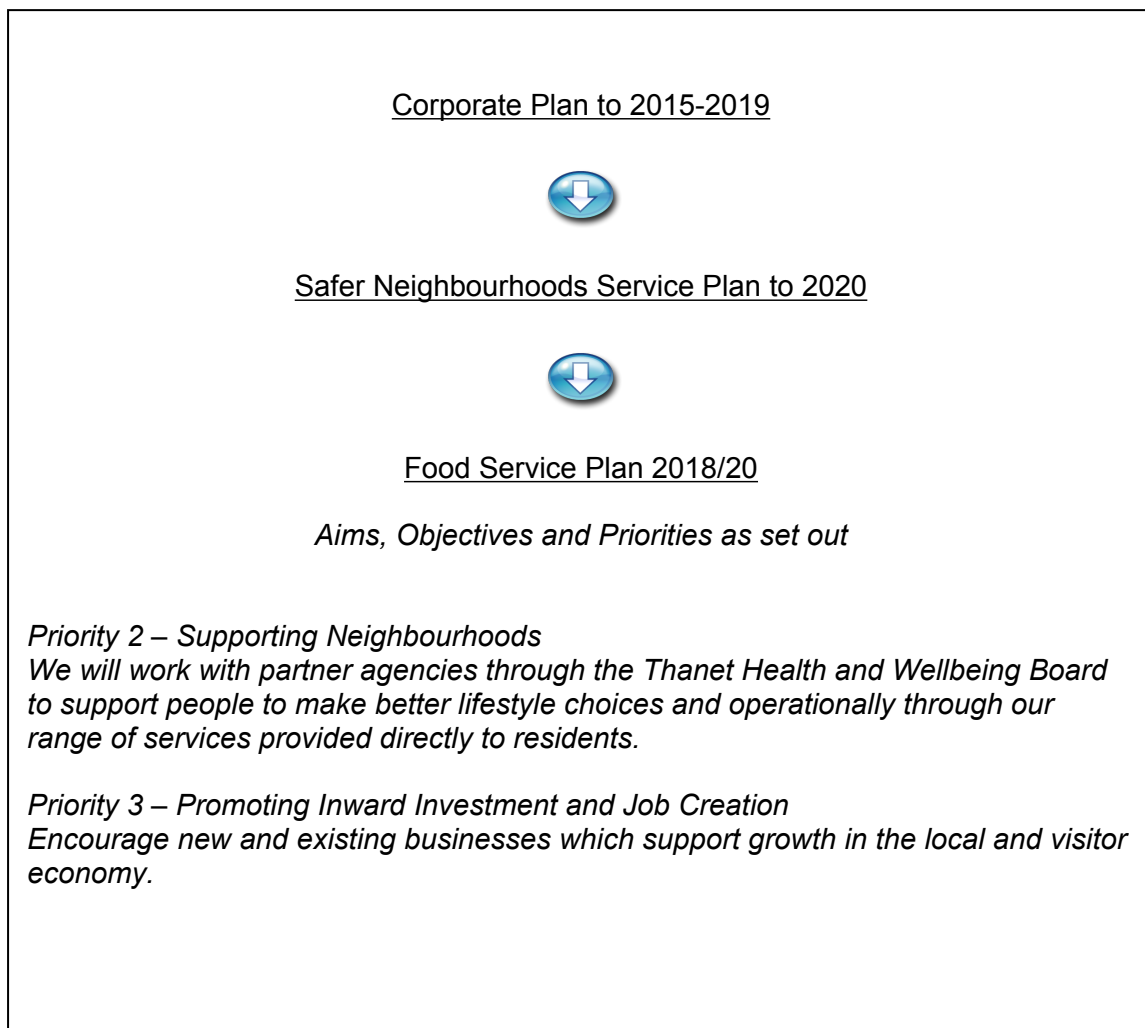 Corporate Plan to 2015-2019
Safer Neighbourhoods Service Plan to 2020
Food Service Plan 2018/20
Aims, Objectives and Priorities as set out
Priority 2 – Supporting Neighbourhoods
We will work with partner agencies through the Thanet Health and Wellbeing Board
to support people to make better lifestyle choices and operationally through our
range of services provided directly to residents.
Priority 3 – Promoting Inward Investment and Job Creation
Encourage new and existing businesses which support growth in the local and visitor
economy.